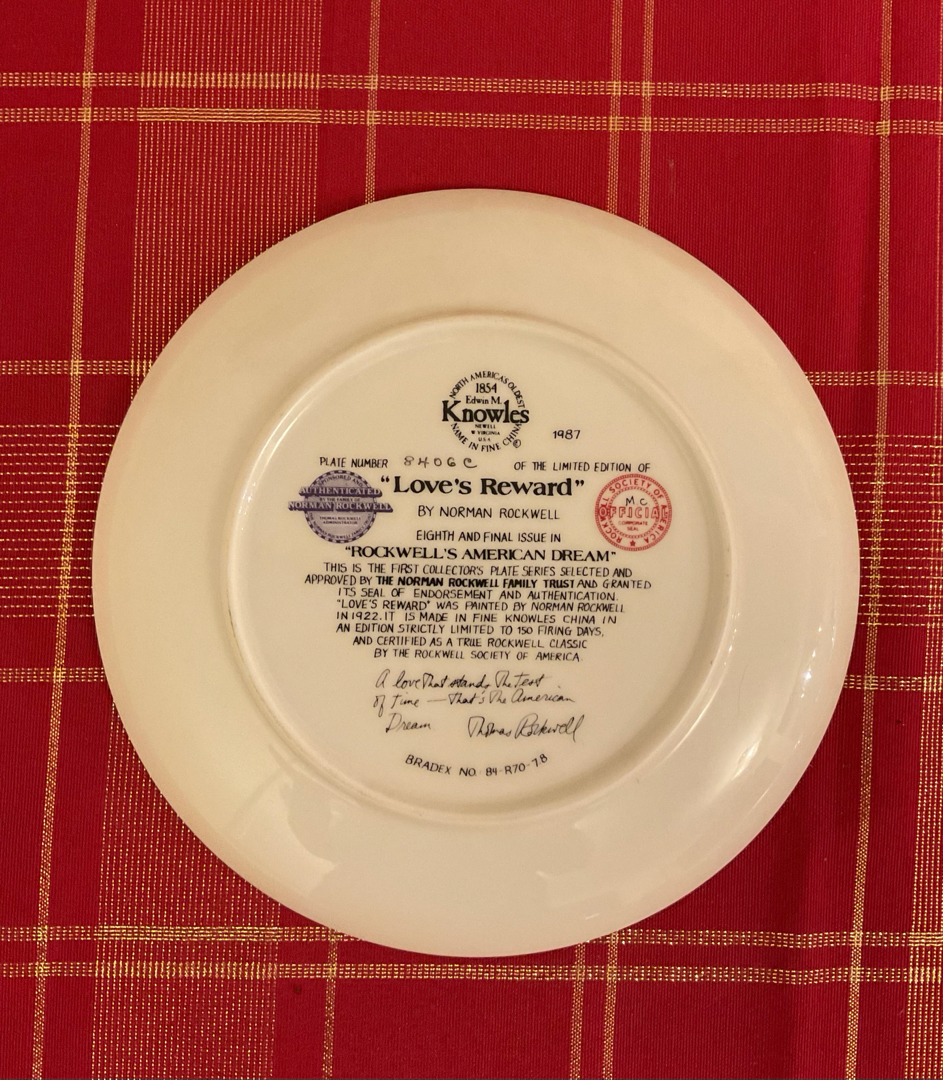 NORTH AMERICA'S OLDEST
1854
Edwin M.
Knowles
NEWELL
W. VIRGINIA
U.S.A.
NAME IN FINE CHINA
1987
PLATE NUMBER 8406C OF THE LIMITED EDITION OF
"Love's Reward"
AUTHENTICATED
BY THE FAMILY OF
NORMAN ROCKWELL
THOMAS ROCKWELL
ADMINISTRATOR
SOCIETY OF
M.C
FFICIA
CORPORATE
SEAL
BY NORMAN ROCKWELL
EIGHTH AND FINAL ISSUE IN
"ROCKWELL'S AMERICAN DREAM"
THIS IS THE FIRST COLLECTOR'S PLATE SERIES SELECTED AND
APPROVED BY THE NORMAN ROCKWELL FAMILY TRUST AND GRANTED
ITS SEAL OF ENDORSEMENT AND AUTHENTICATION.
"LOVE'S REWARD" WAS PAINTED BY NORMAN ROCKWELL
IN 1922. IT IS MADE IN FINE KNOWLES CHINA IN
AN EDITION STRICTLY LIMITED TO 150 FIRING DAYS,
AND CERTIFIED AS A TRUE ROCKWELL CLASSIC
BY THE ROCKWELL SOCIETY OF AMERICA.
A love that stands the test
of time — that's the American
Dream Thomas Rockwell
BRADEX NO. 84-R70-7.8